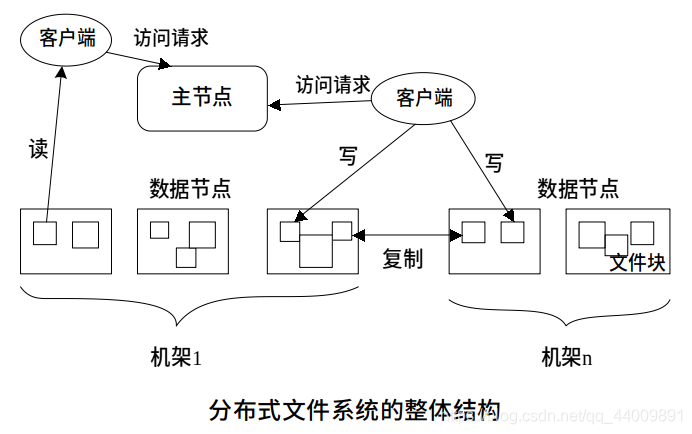 客户端
访问请求
主节点
访问请求
客户端
读
写
写
数据节点
数据节点
复制
文件块
机架1
机架n
分布式文件系统的整体结构
blog.csdn.net/qq_44009891